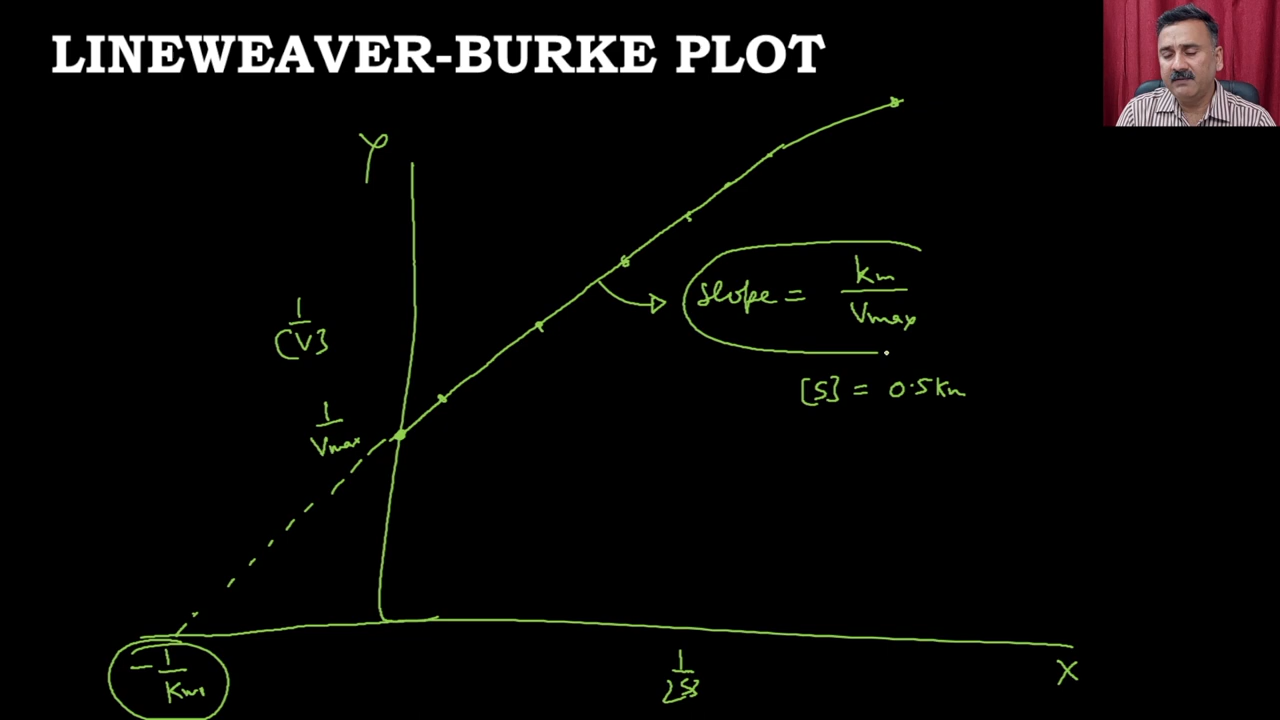 LINEWEAVER-BURKE PLOT
Y
1
[V]
slope = Km
Vmax
[S] = 0.5Km
1
Vmax
-1
Km
1
[S]
X